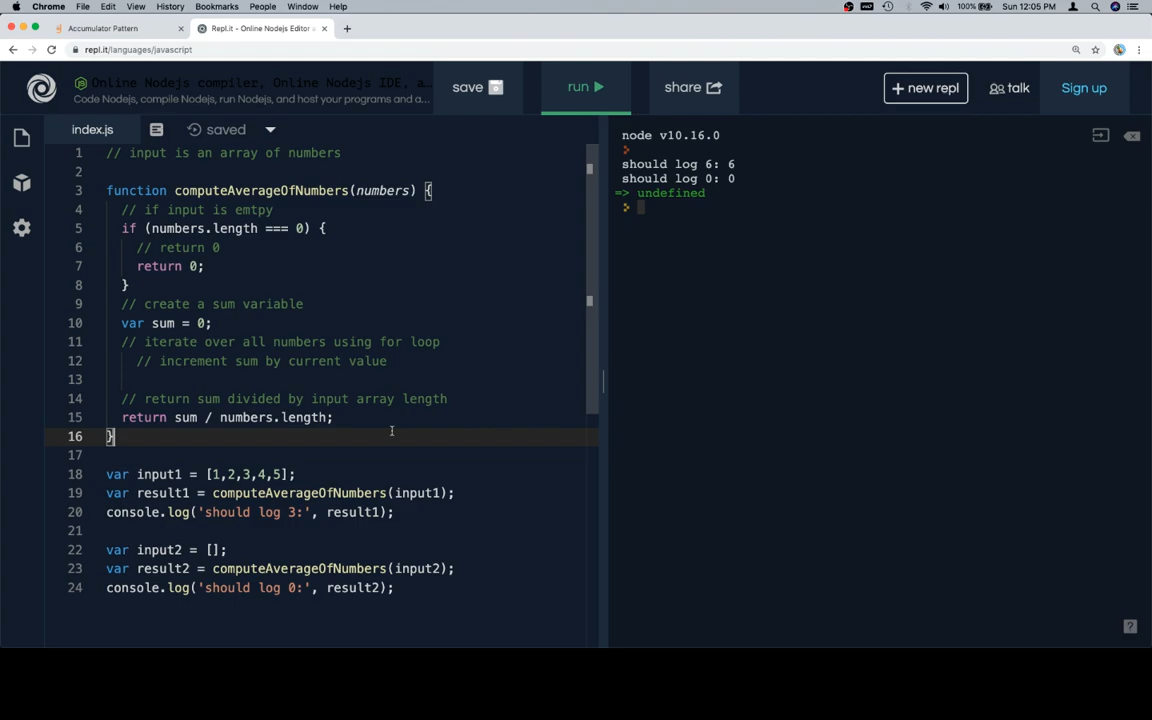 Chrome File Edit View History Bookmarks People Window Help
100% Sun 12:05 PM
Accumulator Pattern
Repl.it - Online Nodejs Editor
repl.it/languages/javascript
Online Nodejs compiler, Online Nodejs IDE, a...
Code Nodejs, compile Nodejs, run Nodejs, and host your programs and a...
save
run
share
+ new repl
talk
Sign up
index.js
saved
node v10.16.0
should log 6: 6
should log 0: 0
=> undefined
1 // input is an array of numbers
2
3 function computeAverageOfNumbers(numbers) {
4 // if input is emtpy
5 if (numbers.length === 0) {
6 // return 0
7 return 0;
8 }
9 // create a sum variable
10 var sum = 0;
11 // iterate over all numbers using for loop
12 // increment sum by current value
13
14 // return sum divided by input array length
15 return sum / numbers.length;
16 }
17
18 var input1 = [1,2,3,4,5];
19 var result1 = computeAverageOfNumbers(input1);
20 console.log('should log 3:', result1);
21
22 var input2 = [];
23 var result2 = computeAverageOfNumbers(input2);
24 console.log('should log 0:', result2);
?